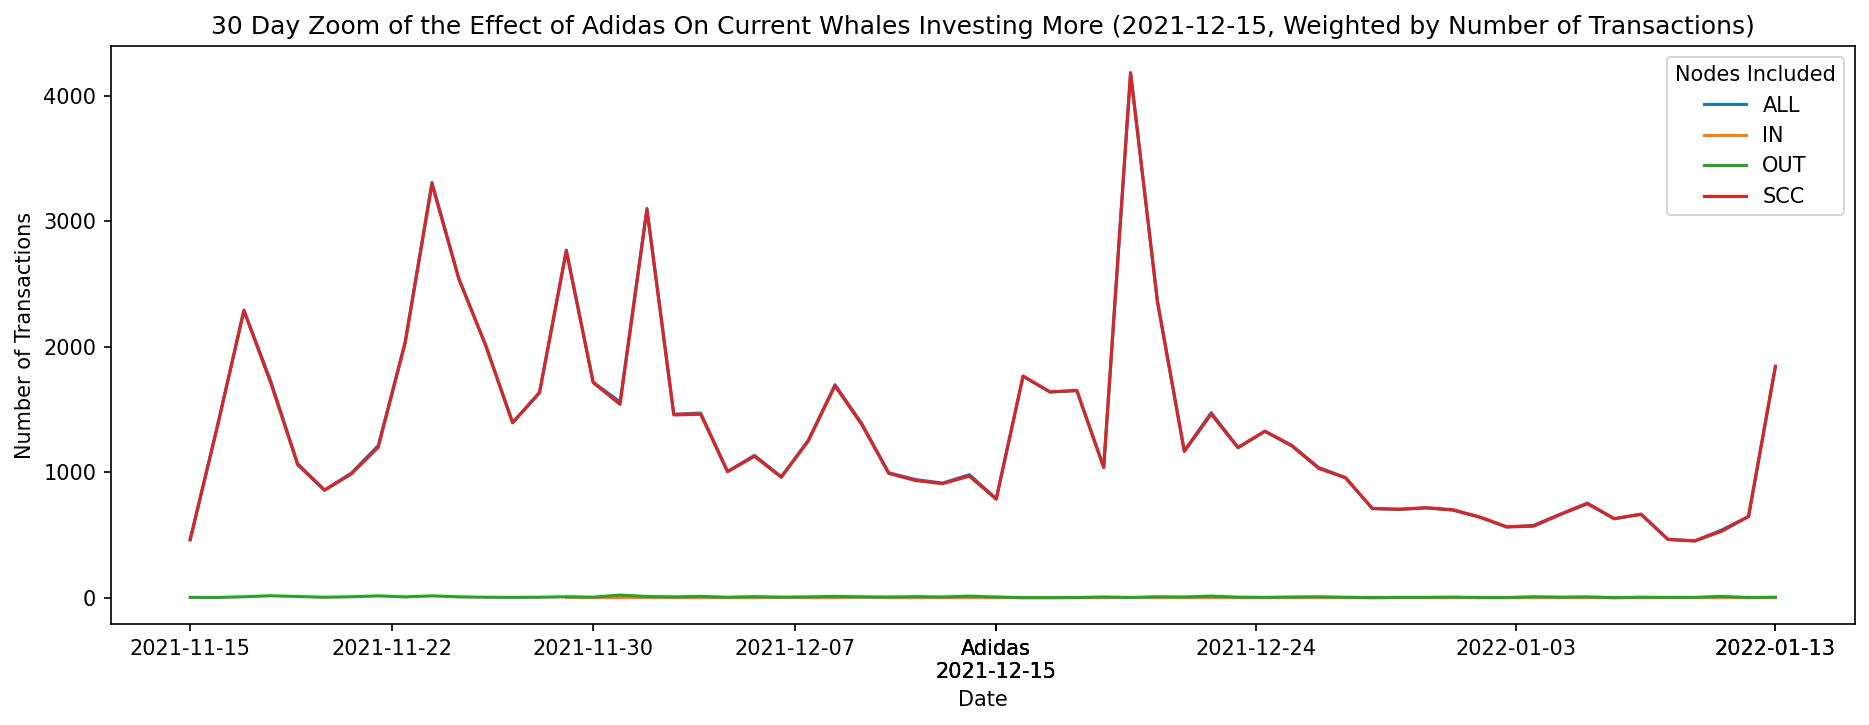 30 Day Zoom of the Effect of Adidas On Current Whales Investing More (2021-12-15, Weighted by Number of Transactions)
Nodes Included
ALL
IN
OUT
SCC
Number of Transactions
4000
3000
2000
1000
0
2021-11-15
2021-11-22
2021-11-30
2021-12-07
Adidas
2021-12-15
2021-12-24
2022-01-03
2022-01-13
Date